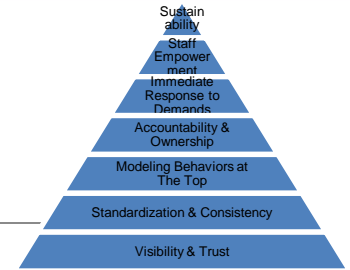 Sustain
ability
Staff
Empower
ment
Immediate
Response to
Demands
Accountability &
Ownership
Modeling Behaviors at
The Top
Standardization & Consistency
Visibility & Trust